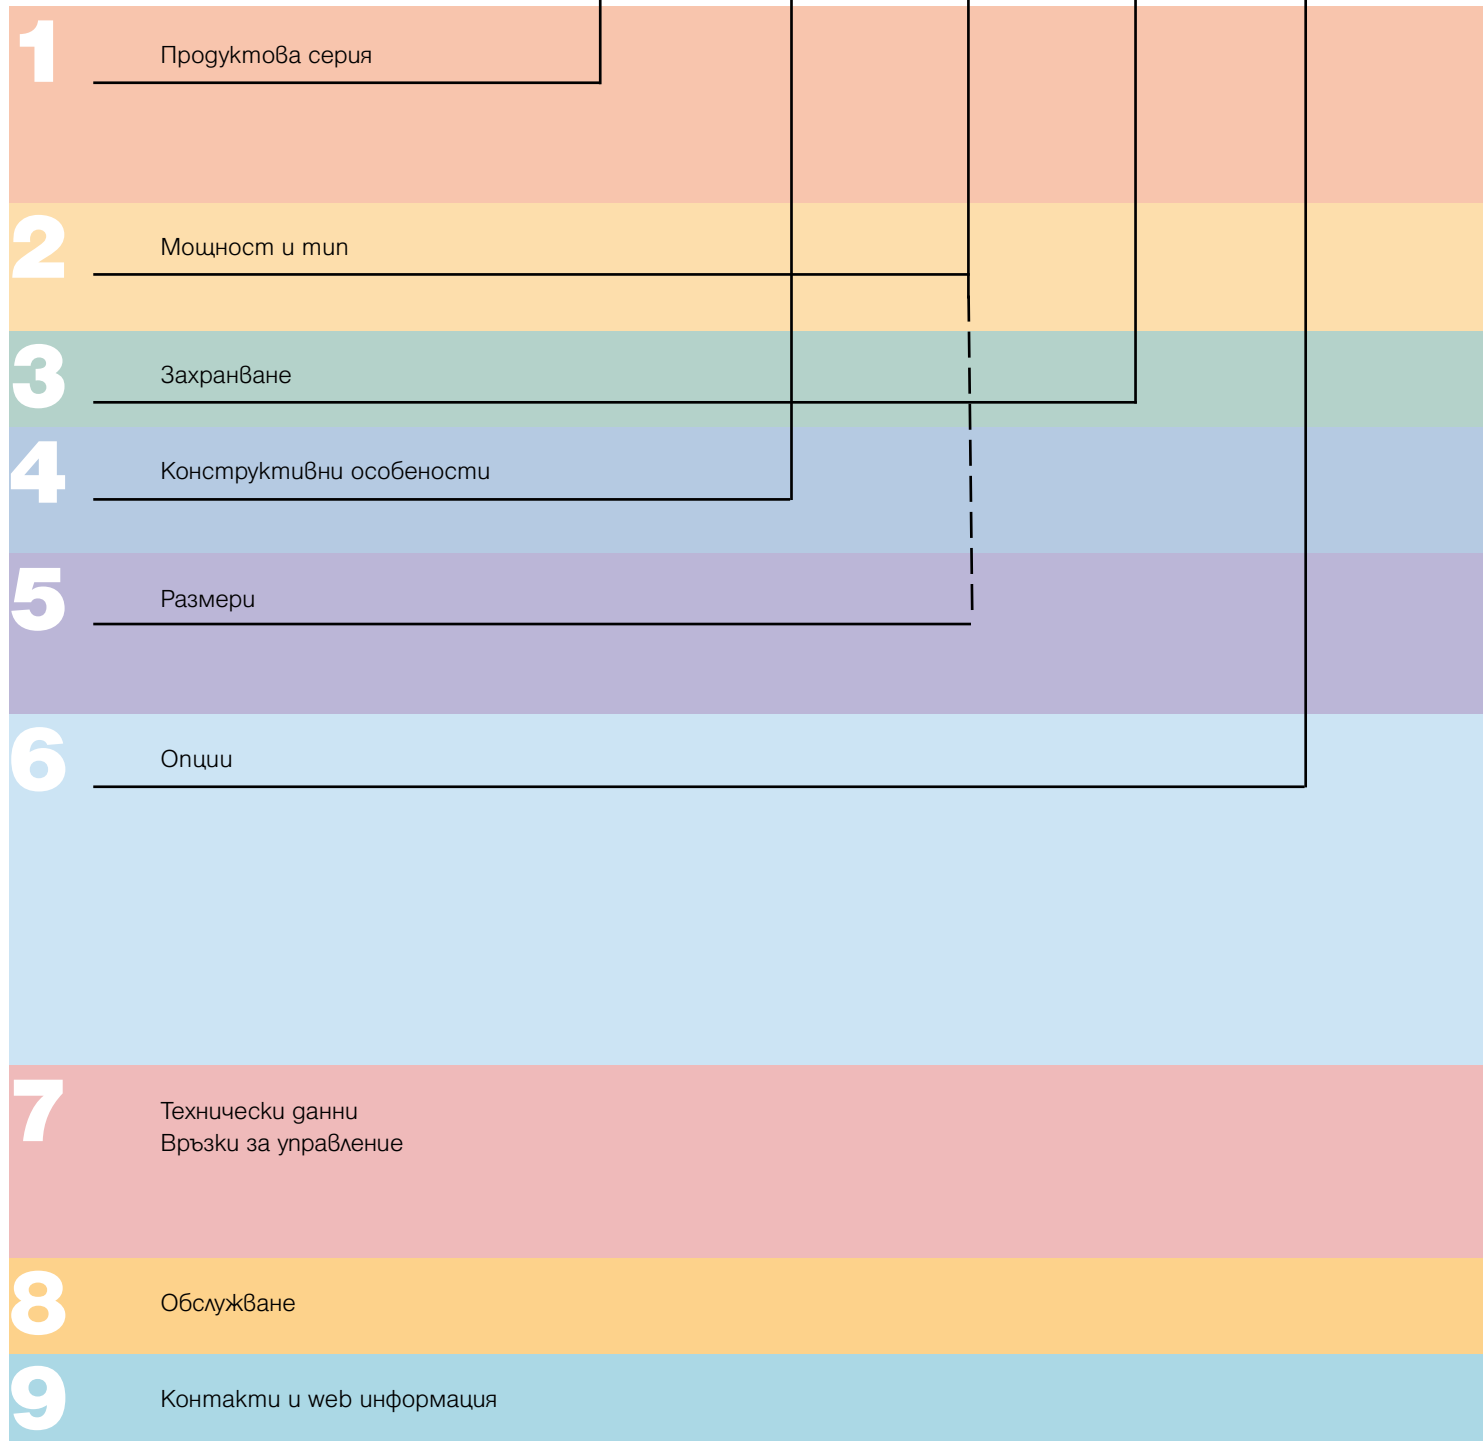 1
Продуктова серия
2
Мощност и тип
3
Захранване
4
Конструктивни особености
5
Размери
6
Опции
7
Технически данни
Връзки за управление
8
Обслужване
9
Контакти и web информация